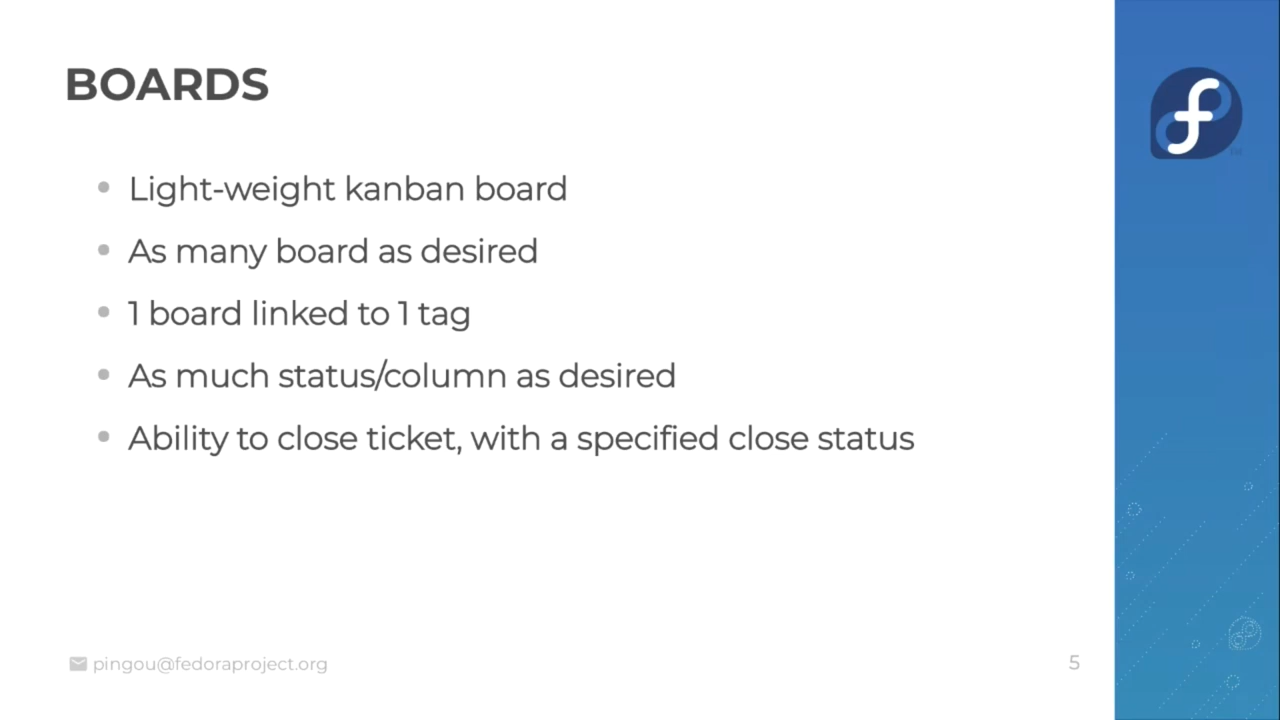 BOARDS
Light-weight kanban board
As many board as desired
1 board linked to 1 tag
As much status/column as desired
Ability to close ticket, with a specified close status
pingou@fedoraproject.org
5